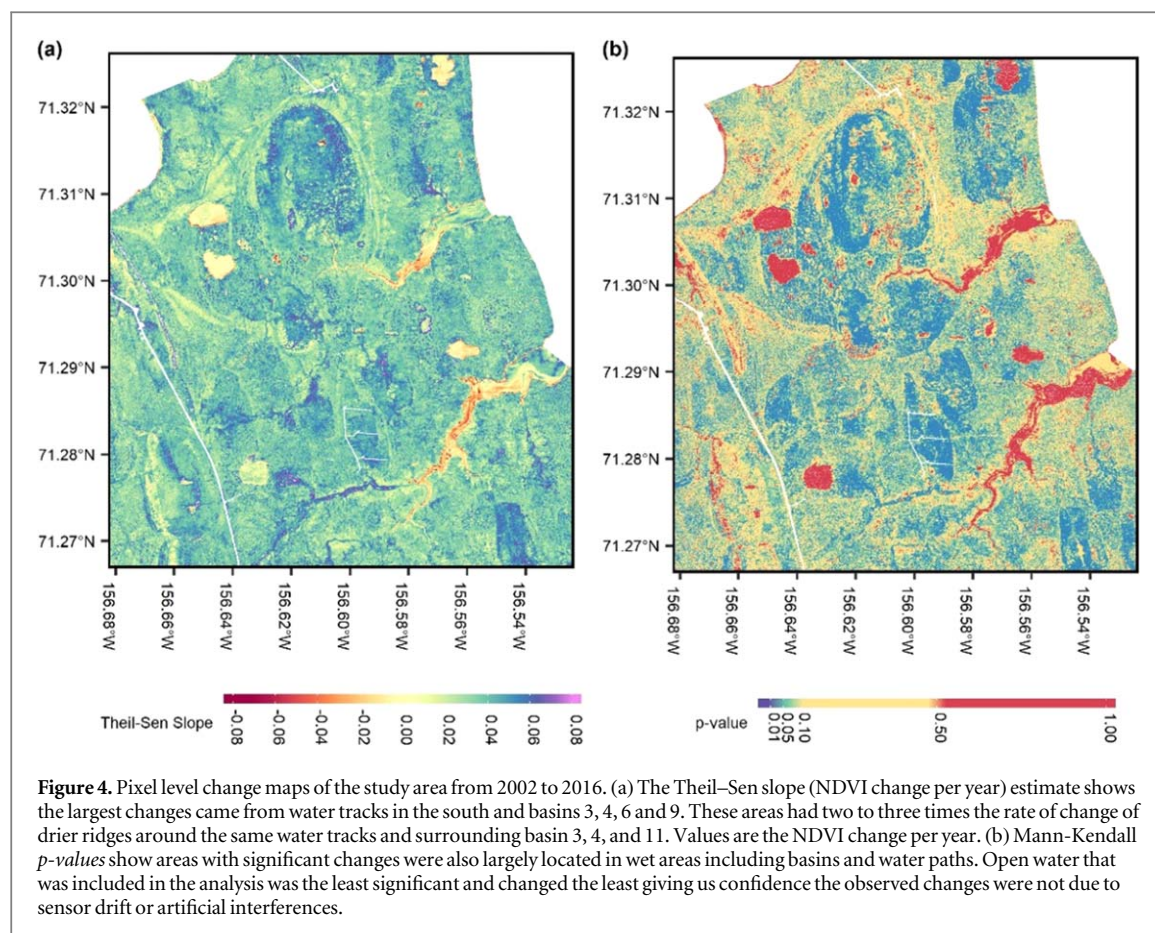 (a)
(b)
71.32°N
71.31°N
71.30°N
71.29°N
71.28°N
71.27°N
71.32°N
71.31°N
71.30°N
71.29°N
71.28°N
71.27°N
156.68°W
156.66°W
156.64°W
156.62°W
156.60°W
156.58°W
156.56°W
156.54°W
156.68°W
156.66°W
156.64°W
156.62°W
156.60°W
156.58°W
156.56°W
156.54°W
Theil-Sen Slope
-0.08
-0.06
-0.04
-0.02
0.00
0.02
0.04
0.06
0.08
p-value
0.01
0.05
0.10
0.50
1.00
Figure 4. Pixel level change maps of the study area from 2002 to 2016. (a) The Theil–Sen slope (NDVI change per year) estimate shows
the largest changes came from water tracks in the south and basins 3, 4, 6 and 9. These areas had two to three times the rate of change of
drier ridges around the same water tracks and surrounding basin 3, 4, and 11. Values are the NDVI change per year. (b) Mann-Kendall
p-values show areas with significant changes were also largely located in wet areas including basins and water paths. Open water that
was included in the analysis was the least significant and changed the least giving us confidence the observed changes were not due to
sensor drift or artificial interferences.